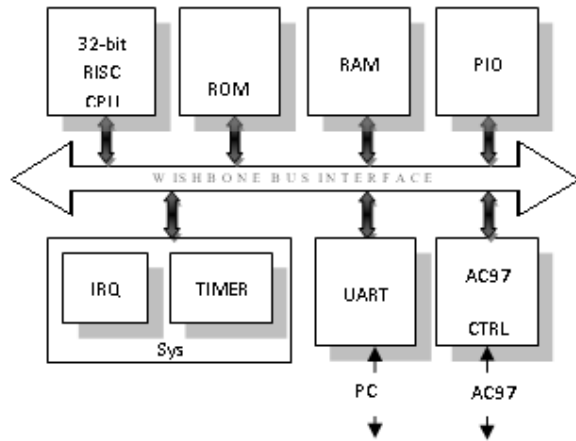 32-bit
RISC
CPU
ROM
RAM
PIO
WISHBONE BUS INTERFACE
IRQ
TIMER
Sys
UART
AC97
CTRL
PC
AC97